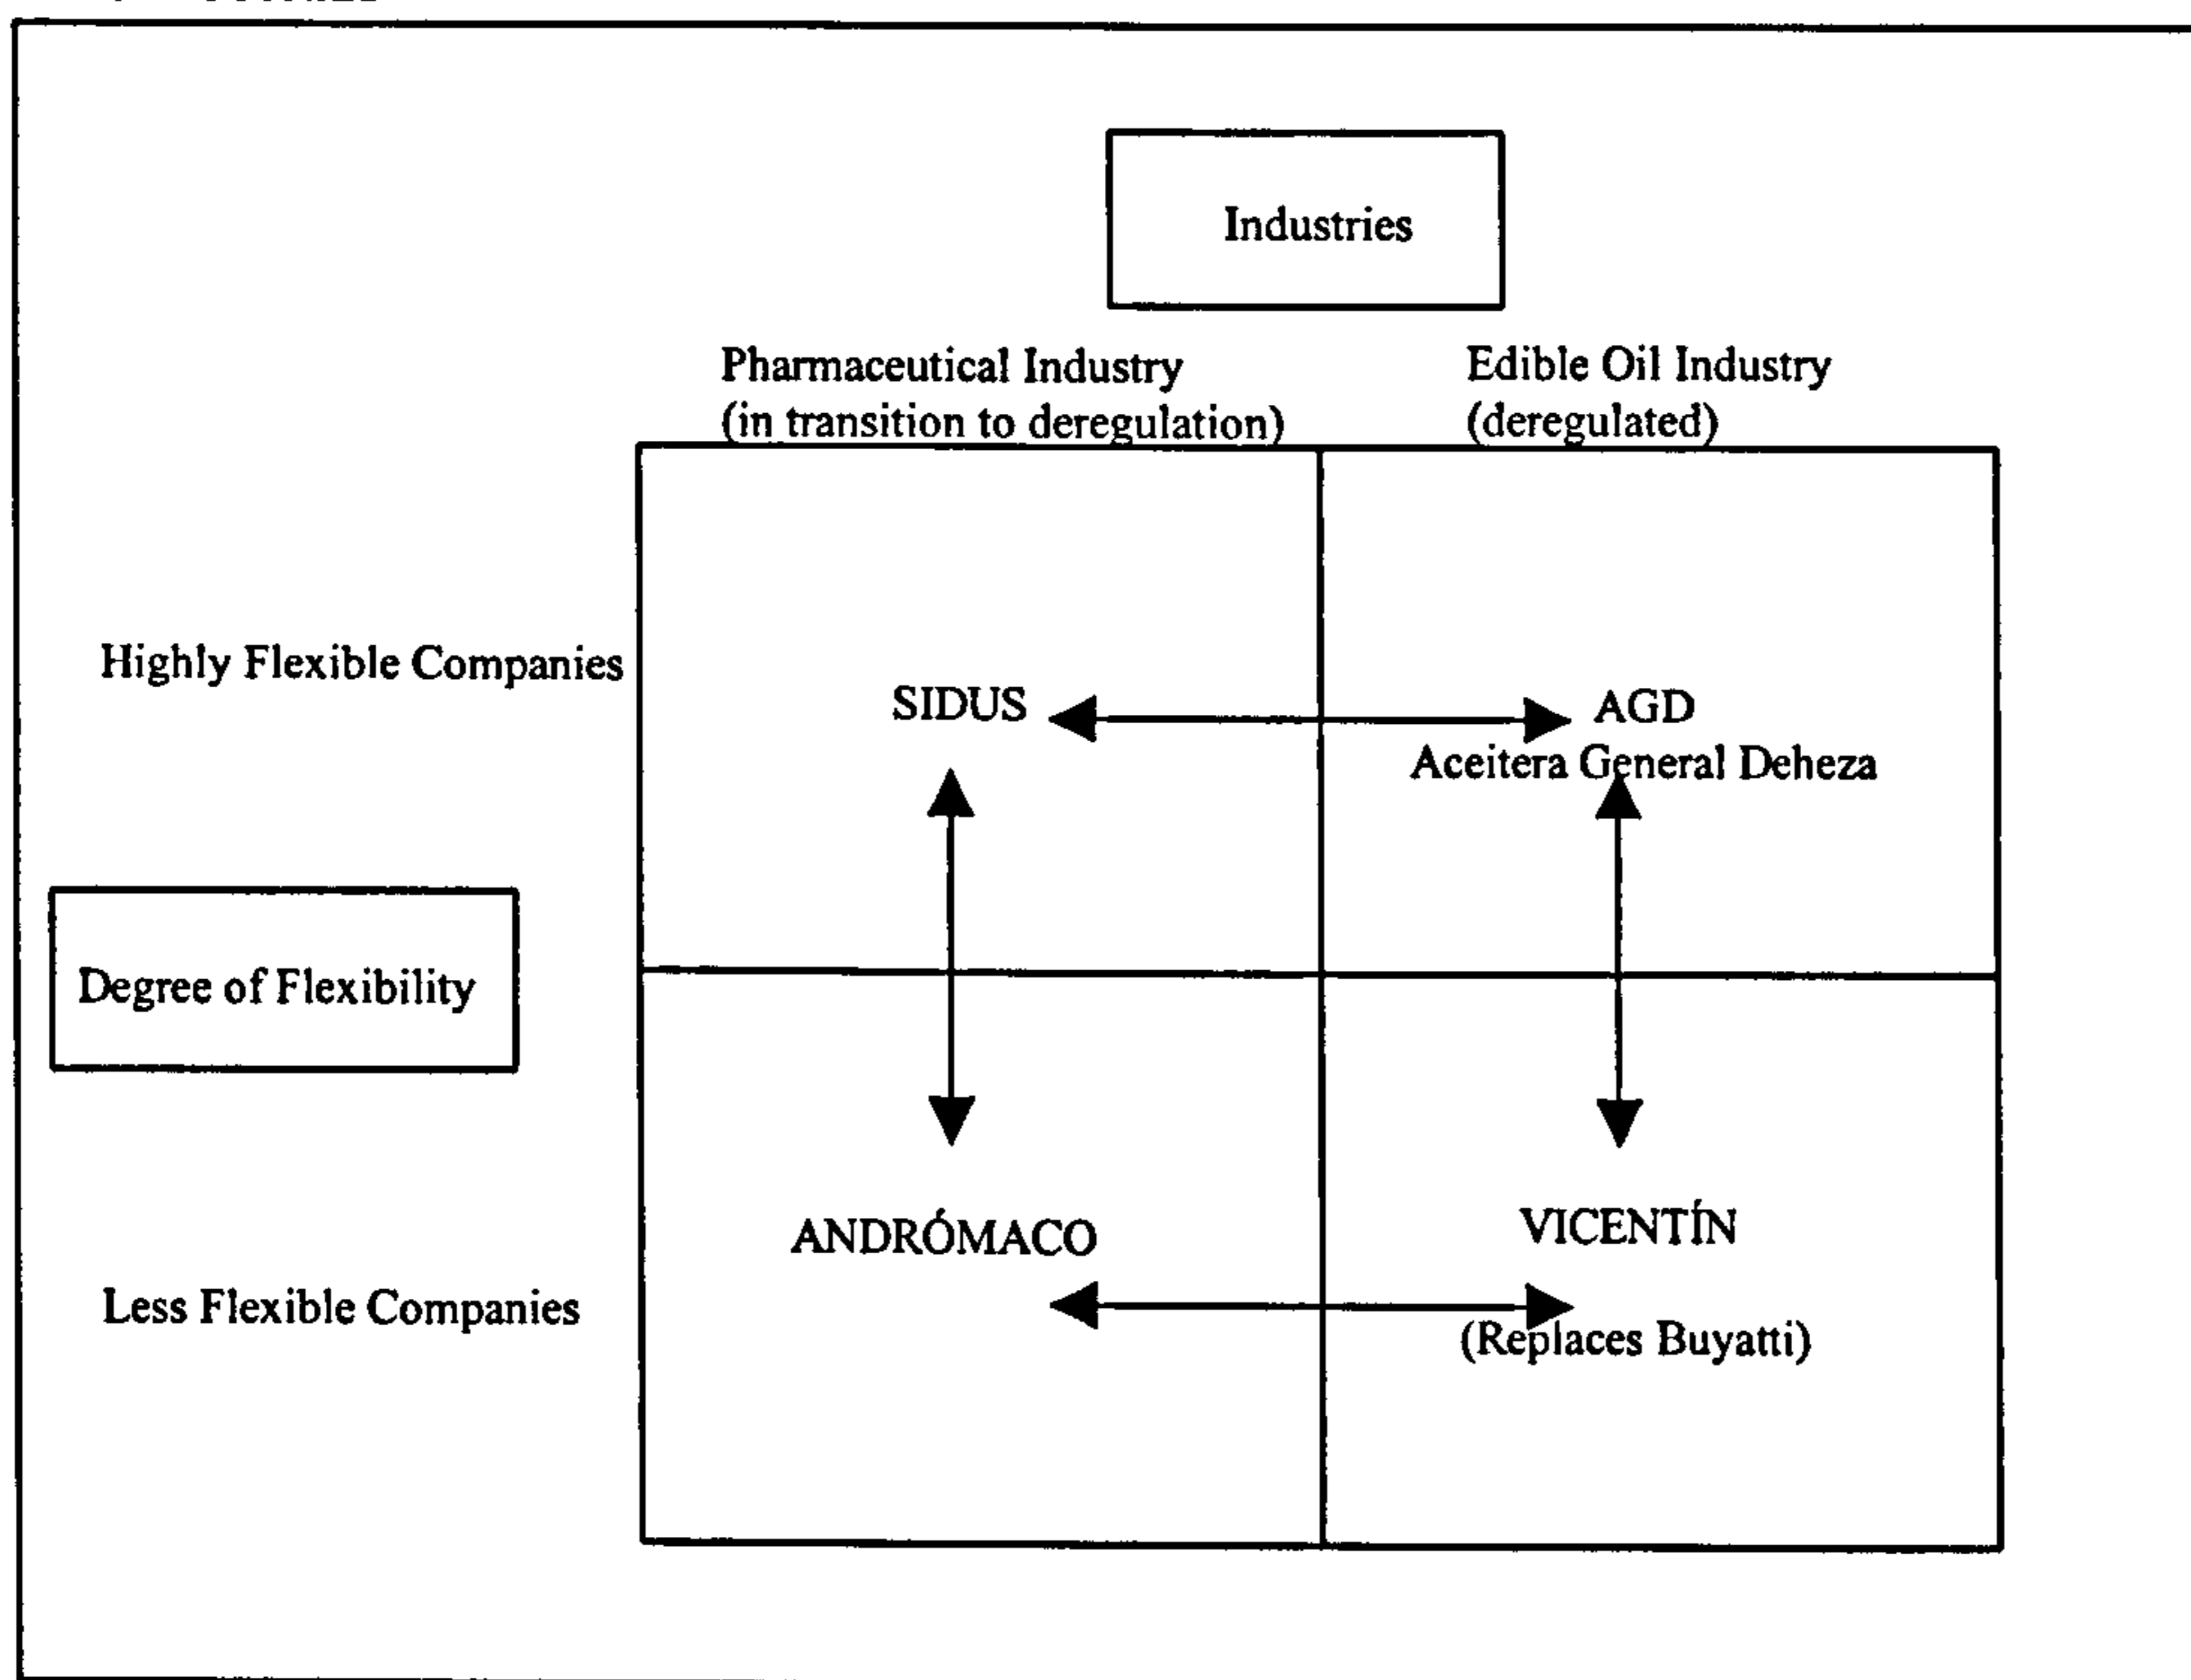 Industries
Pharmaceutical Industry
(in transition to deregulation)
Edible Oil Industry
(deregulated)
Highly Flexible Companies
SIDUS
AGD
Aceitera General Deheza
Degree of Flexibility
ANDRÓMACO
VICENTÍN
Less Flexible Companies
(Replaces Buyatti)